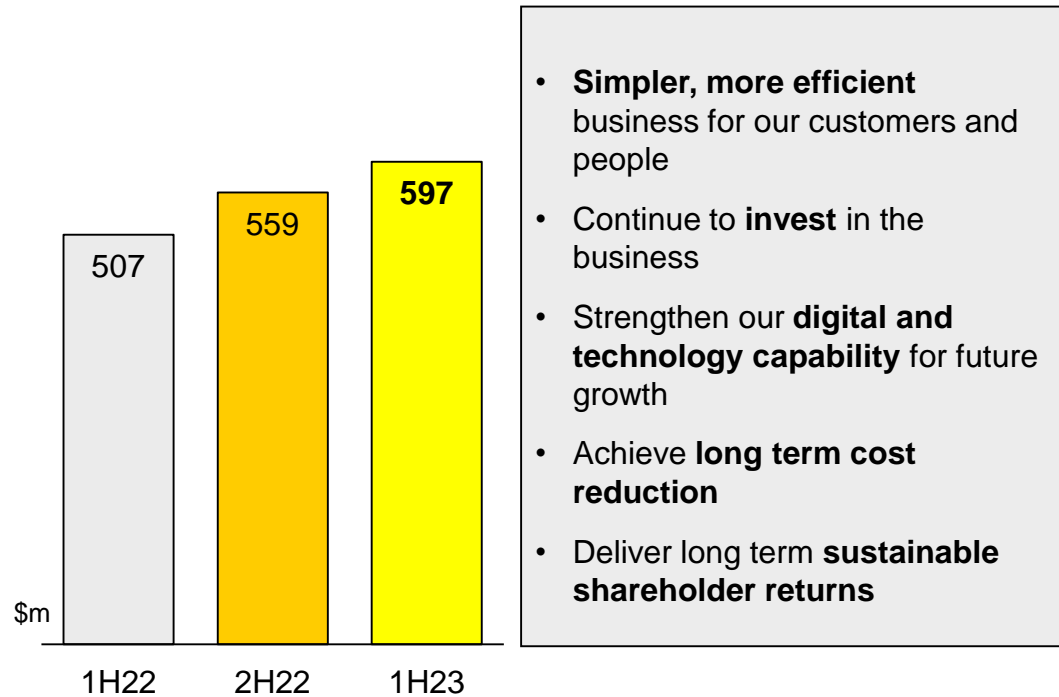 507
559
597
$m
1H22
2H22
1H23
• Simpler, more efficient
business for our customers and
people
• Continue to invest in the
business
• Strengthen our digital and
technology capability for future
growth
• Achieve long term cost
reduction
• Deliver long term sustainable
shareholder returns